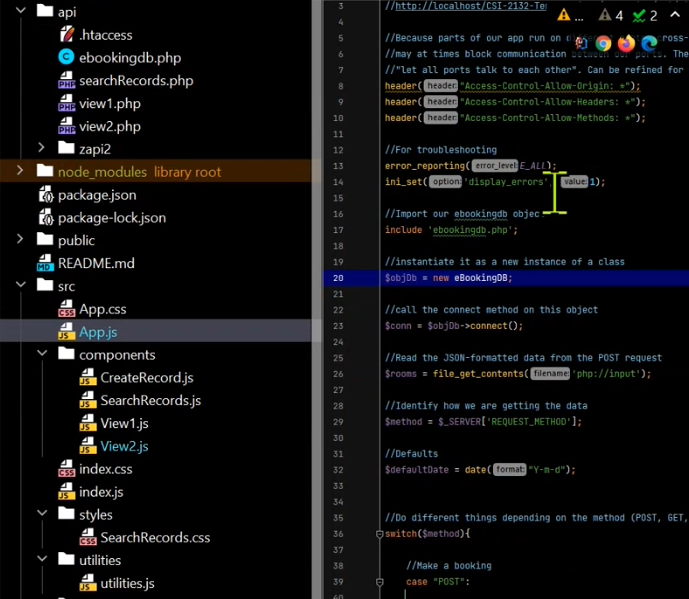 api
.htaccess
ebookingdb.php
searchRecords.php
view1.php
view2.php
zapi2
node_modules library root
package.json
package-lock.json
public
README.md
src
App.css
App.js
components
CreateRecord.js
SearchRecords.js
View1.js
View2.js
index.css
index.js
styles
SearchRecords.css
utilities
utilities.js
3 //http://localhost/CSI-2132-Te
4
5 //Because parts of our app run on
6 //may at times block communication between our ports. The
7 //"let all ports talk to each other". Can be refined for
8 header( header: "Access-Control-Allow-Origin: *");
9 header( header: "Access-Control-Allow-Headers: *");
10 header( header: "Access-Control-Allow-Methods: *");
11
12 //For troubleshooting
13 error_reporting( error_level: E_ALL);
14 ini_set( option: 'display_errors', value: 1);
15
16 //Import our ebookingdb objec
17 include 'ebookingdb.php';
18
19 //instantiate it as a new instance of a class
20 $objDb = new eBookingDB;
21
22 //call the connect method on this object
23 $conn = $objDb->connect();
24
25 //Read the JSON-formatted data from the POST request
26 $rooms = file_get_contents( filename: 'php://input');
27
28 //Identify how we are getting the data
29 $method = $_SERVER['REQUEST_METHOD'];
30
31 //Defaults
32 $defaultDate = date( format: "Y-m-d");
33
34
35 //Do different things depending on the method (POST, GET,
36 switch($method){
37
38 //Make a booking
39 case "POST":
40
... 4 2